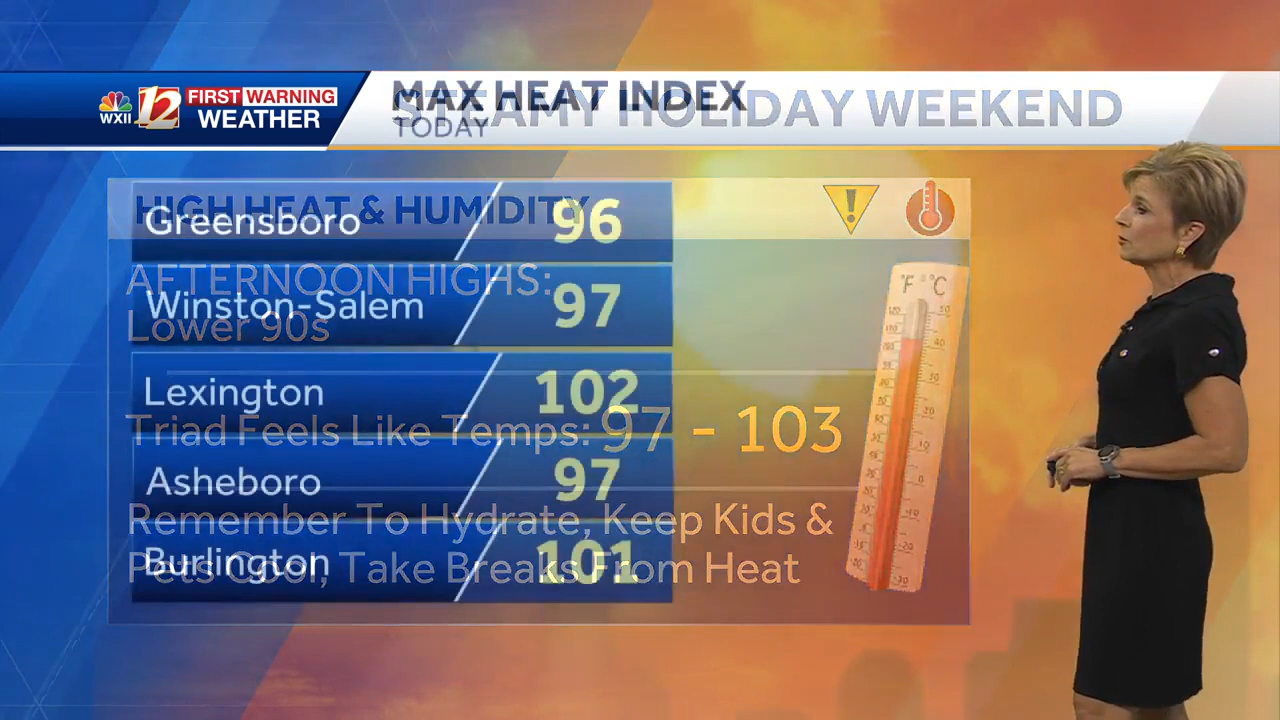 WXII 12 FIRST WARNING
WEATHER
MAX HEAT INDEX
TODAY
STEAMY HOLIDAY WEEKEND
HIGH HEAT & HUMIDITY
Greensboro 96
AFTERNOON HIGHS:
Winston-Salem 97
Lower 90s
Lexington 102
Triad Feels Like Temps: 97 - 103
Asheboro 97
Remember To Hydrate, Keep Kids &
Burlington 101
Pets Cool, Take Breaks From Heat
°F °C